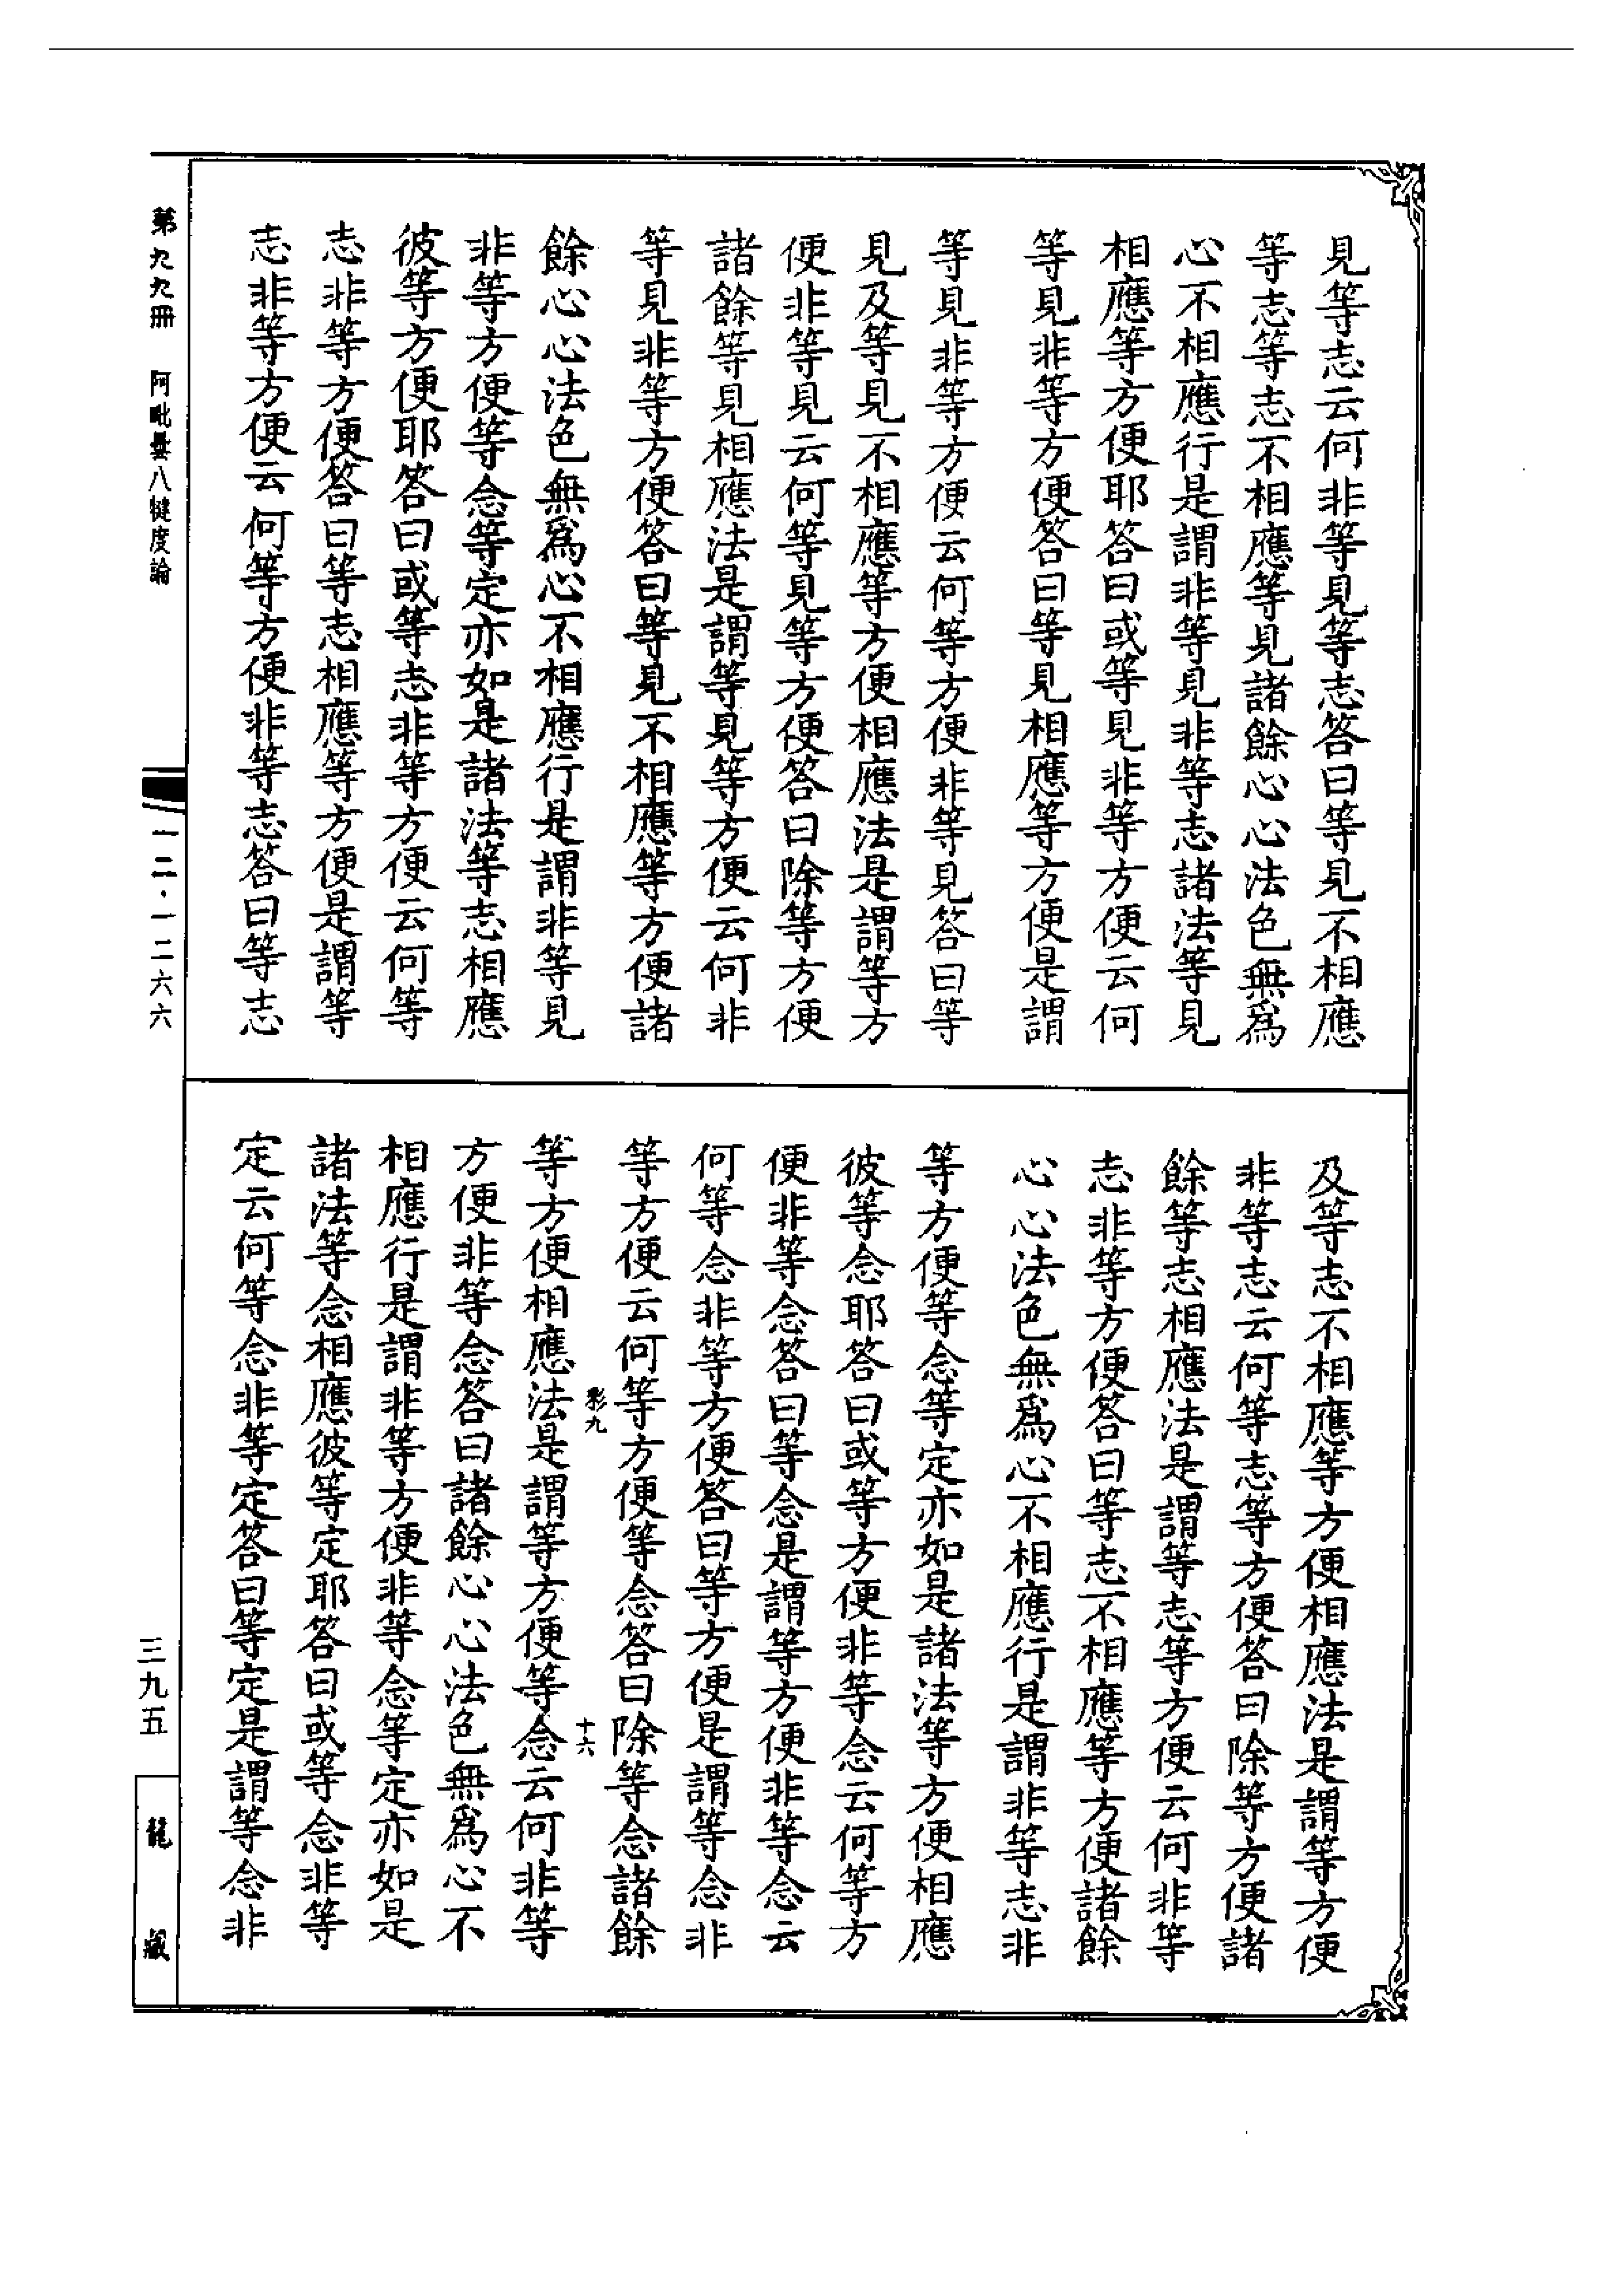 見等志云何非等見等志答曰等見不相應
等志等志不相應等見諸餘心心法色無爲
心不相應行是謂非等見非等志諸法等見
相應等方便耶答曰或等見非等方便云何
等見非等方便答曰等見相應等方便是謂
等見非等方便云何等方便非等見答曰等
見及等見不相應等方便相應法是謂等方
便非等見云何等見等方便答曰除等方便
諸餘等見相應法是謂等見等方便云何非
等見非等方便答曰等見不相應等方便諸
餘心心法色無爲心不相應行是謂非等見
非等方便等念等定亦如是諸法等志相應
彼等方便耶答曰或等志非等方便云何等
志非等方便答曰等志相應等方便是謂等
志非等方便云何等方便非等志答曰等志
及等志不相應等方便相應法是謂等方便
非等志云何等志等方便答曰除等方便諸
餘等志相應法是謂等志等方便云何非等
志非等方便答曰等志不相應等方便諸餘
心心法色無爲心不相應行是謂非等志非
等方便等念等定亦如是諸法等方便相應
彼等念耶答曰或等方便非等念云何等方
便非等念答曰等念是謂等方便非等念云
何等念非等方便答曰等方便是謂等念非
等方便云何等方便等念答曰除等念諸餘
彩九
十六
等方便相應法是謂等方便等念云何非等
方便非等念答曰諸餘心心法色無爲心不
相應行是謂非等方便非等念等定亦如是
諸法等念相應彼等定耶答曰或等念非等
定云何等念非等定答曰等定是謂等念非
第九九冊
阿毗曇八犍度論
一二·一二六六
三九五
龍藏